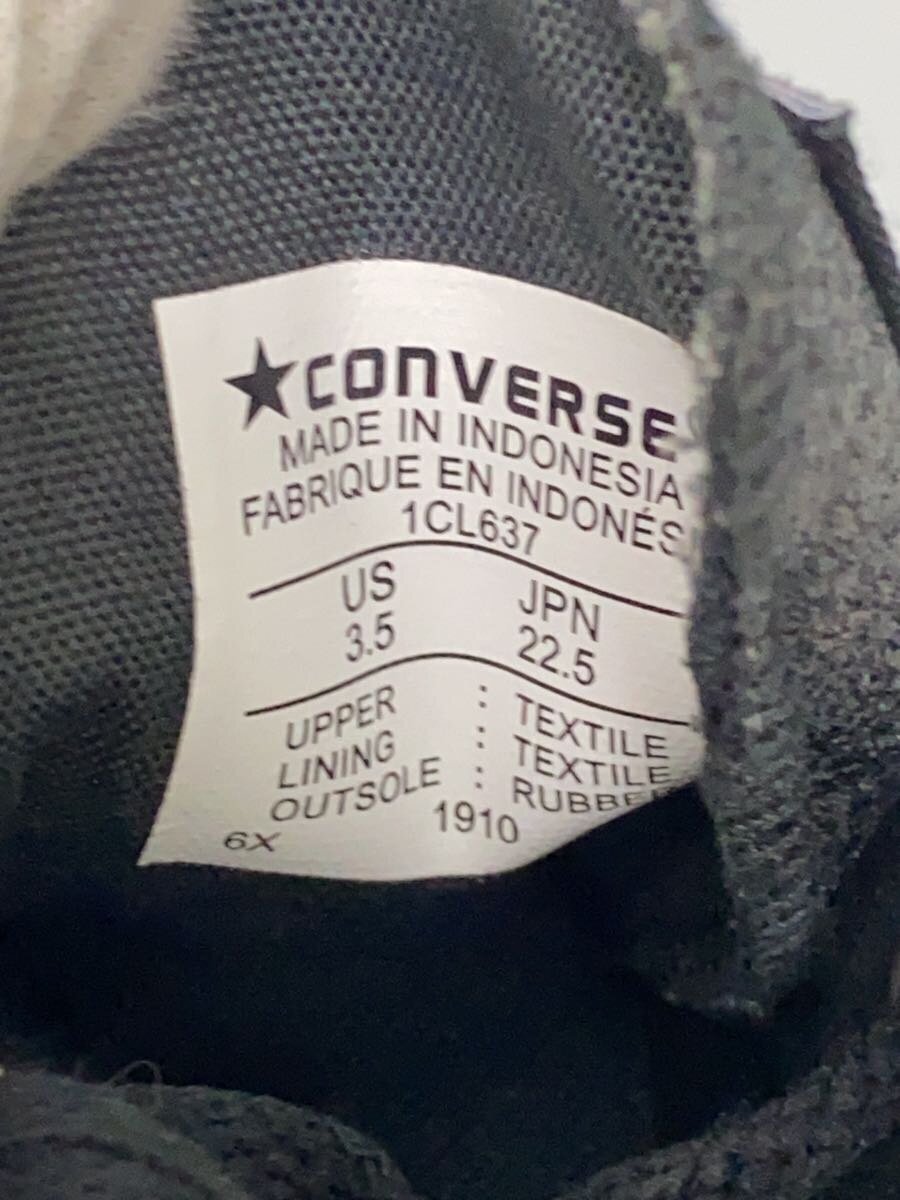 ★CONVERSE
MADE IN INDONESIA
FABRIQUE EN INDONÉS
1CL637
US JPN
3.5 22.5
UPPER : TEXTILE
LINING : TEXTILE
OUTSOLE : RUBBER
6X 1910